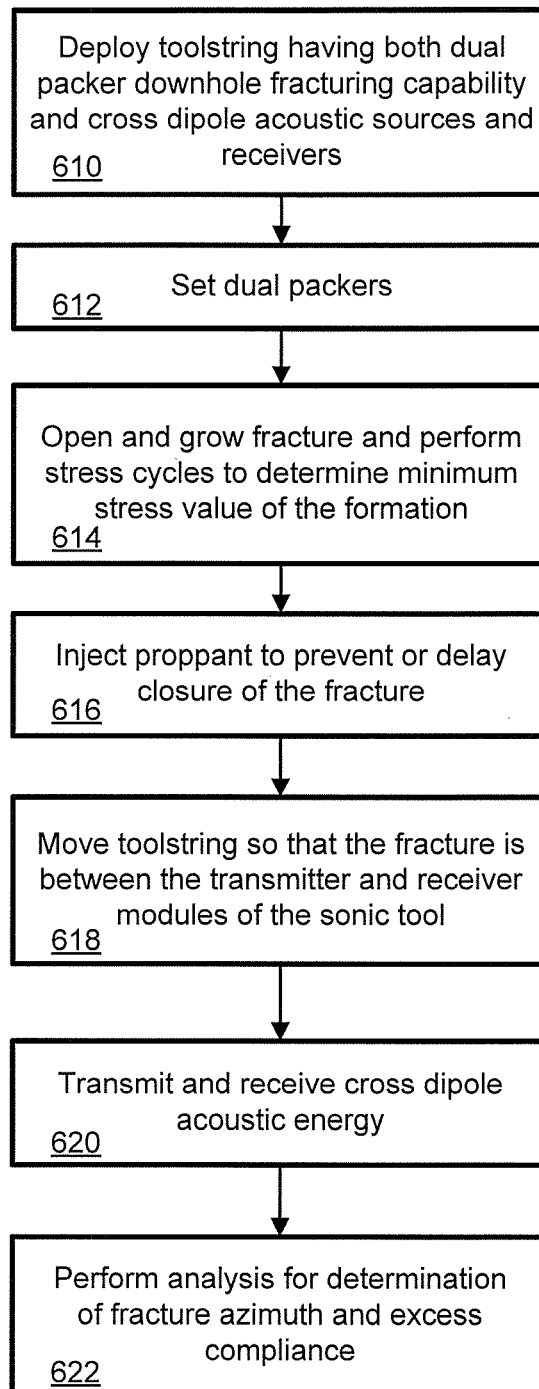 Deploy toolstring having both dual
packer downhole fracturing capability
and cross dipole acoustic sources and
receivers
610
Set dual packers
612
Open and grow fracture and perform
stress cycles to determine minimum
stress value of the formation
614
Inject proppant to prevent or delay
closure of the fracture
616
Move toolstring so that the fracture is
between the transmitter and receiver
modules of the sonic tool
618
Transmit and receive cross dipole
acoustic energy
620
Perform analysis for determination
of fracture azimuth and excess
compliance
622